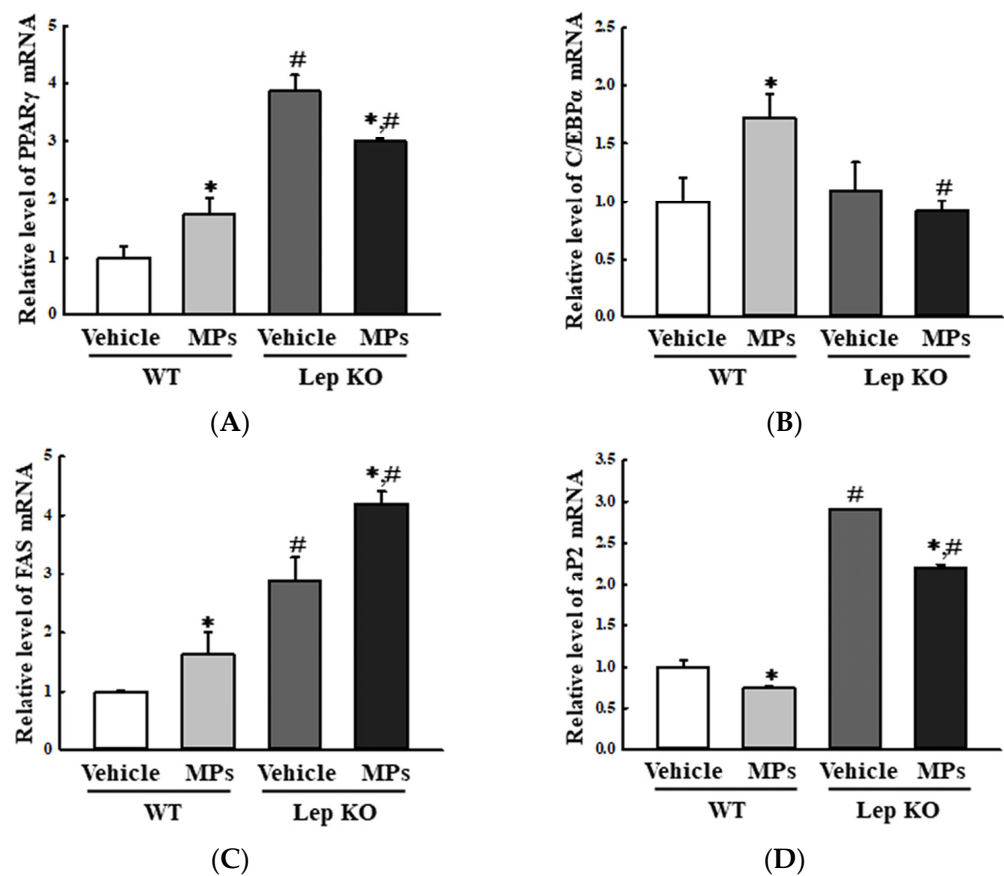 Relative level of PPARγ mRNA
5
4
3
2
1
0
*
#
*,#
Vehicle MPs Vehicle MPs
WT Lep KO
(A)
Relative level of C/EBPα mRNA
2.5
2.0
1.5
1.0
0.5
0.0
*
#
Vehicle MPs Vehicle MPs
WT Lep KO
(B)
Relative level of FAS mRNA
5
4
3
2
1
0
*
#
*,#
Vehicle MPs Vehicle MPs
WT Lep KO
(C)
Relative level of aP2 mRNA
3.5
3.0
2.5
2.0
1.5
1.0
0.5
0.0
*
#
*,#
Vehicle MPs Vehicle MPs
WT Lep KO
(D)